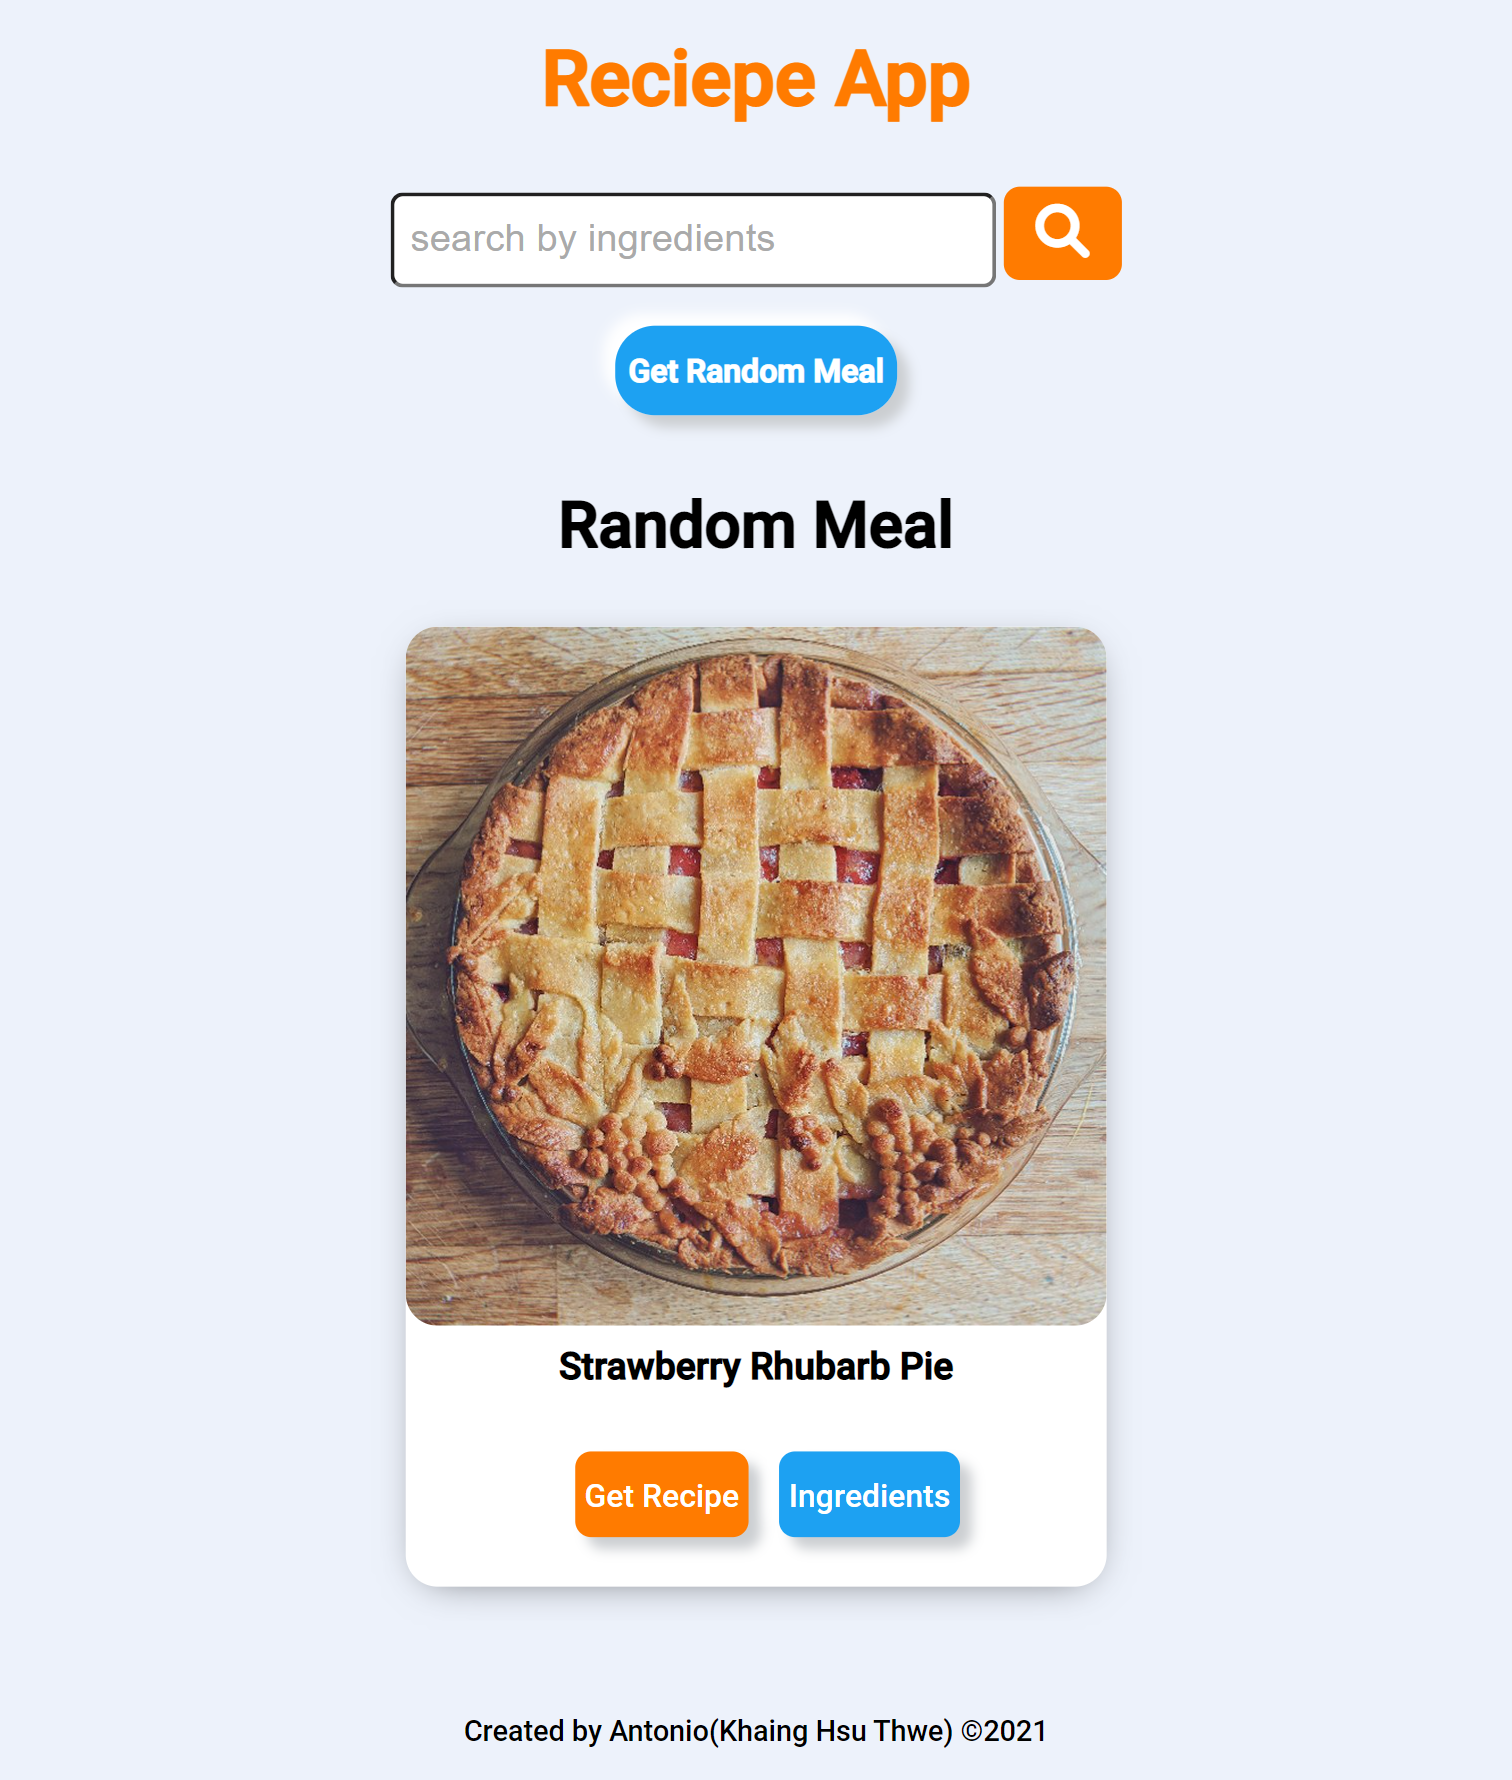 Reciepe App
search by ingredients
Get Random Meal
Random Meal
Strawberry Rhubarb Pie
Get Recipe Ingredients
Created by Antonio(Khaing Hsu Thwe) ©2021